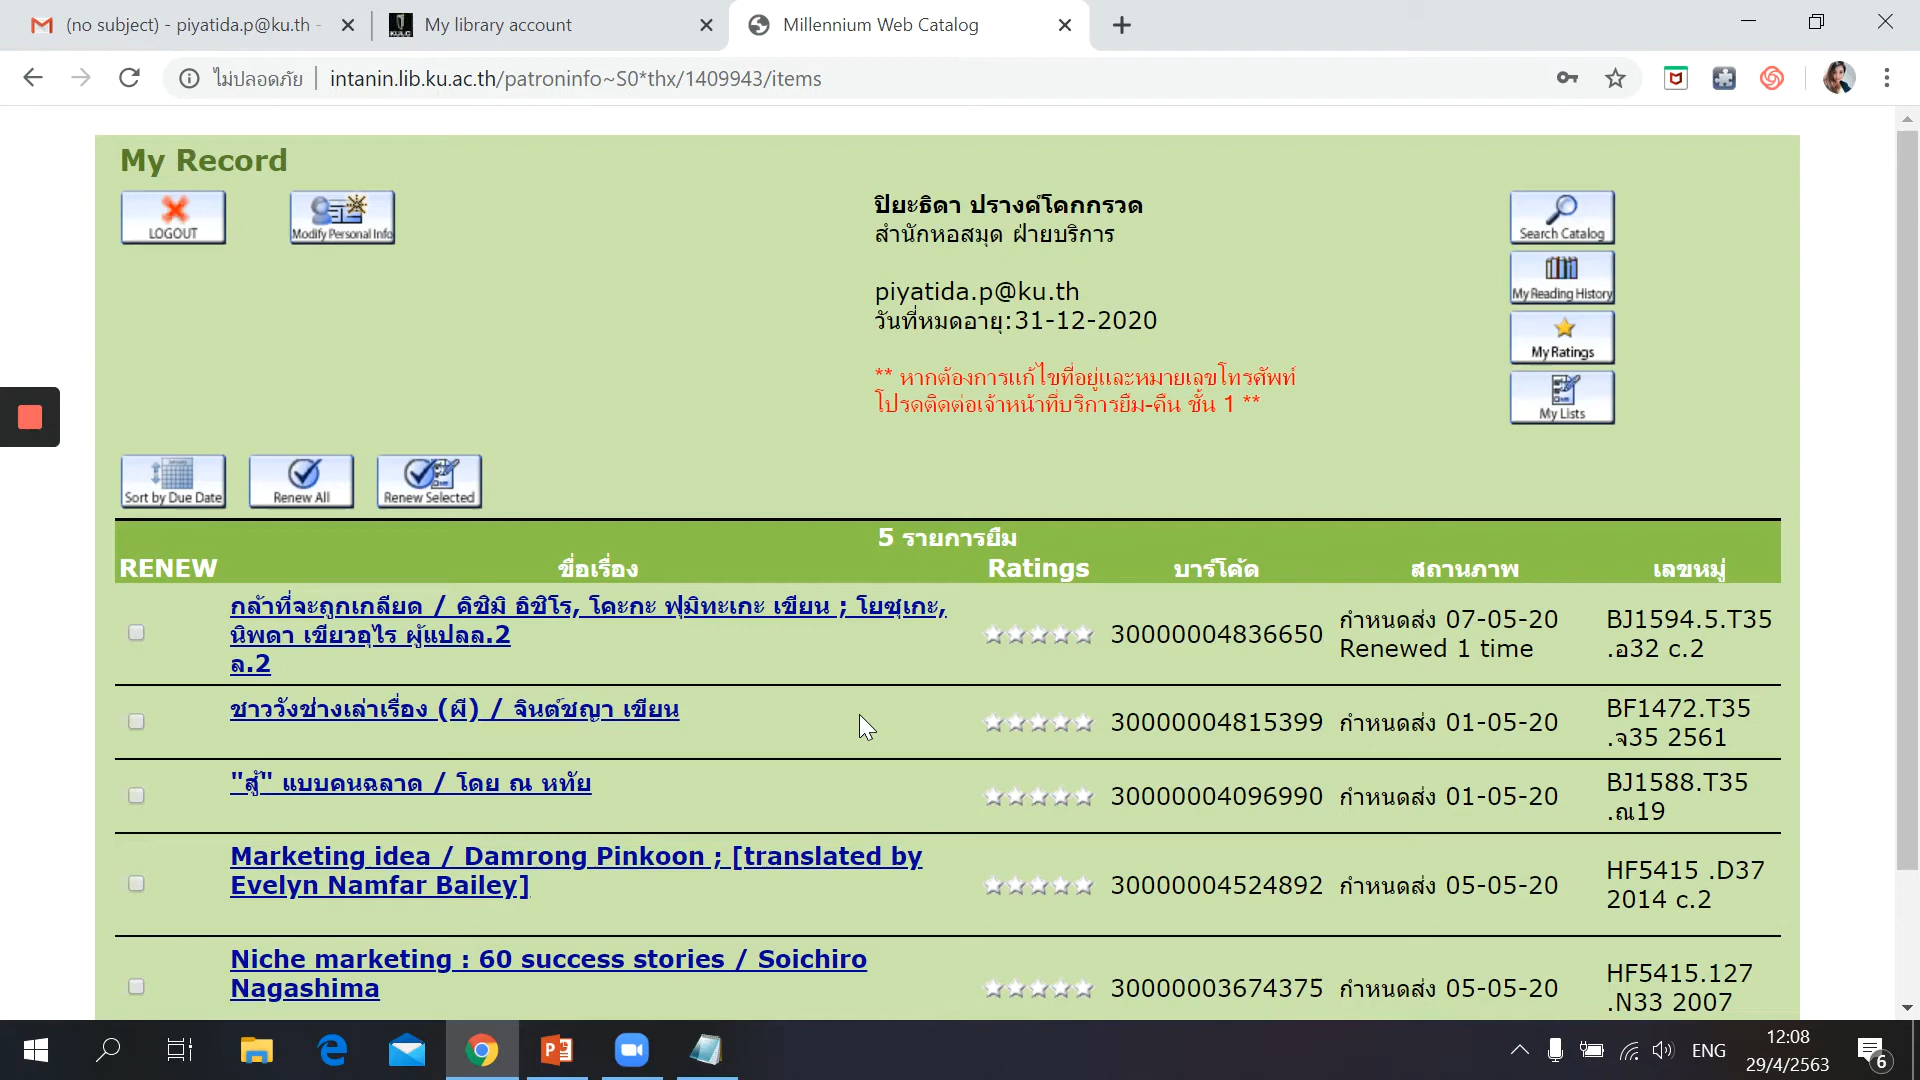 (no subject) - piyatida.p@ku.th -
My library account
Millennium Web Catalog
ไม่ปลอดภัย
intanin.lib.ku.ac.th/patroninfo~S0*thx/1409943/items
My Record
LOGOUT
Modify Personal Info
ปิยะธิดา ปรางค์โคกกรวด
สำนักหอสมุด ฝ่ายบริการ
piyatida.p@ku.th
วันที่หมดอายุ:31-12-2020
** หากต้องการแก้ไขที่อยู่และหมายเลขโทรศัพท์
โปรดติดต่อเจ้าหน้าที่บริการยืม-คืน ชั้น 1 **
Search Catalog
My Reading History
My Ratings
My Lists
Sort by Due Date
Renew All
Renew Selected
5 รายการยืม
RENEW ชื่อเรื่อง Ratings บาร์โค้ด สถานภาพ เลขหมู่
กล้าที่จะถูกเกลียด / คิชิมิ อิชิโร, โคะกะ ฟุมิทะเกะ เขียน ; โยซุเกะ,
นิพดา เขียวอุไร ผู้แปลล.2
ล.2
30000004836650
กำหนดส่ง 07-05-20
Renewed 1 time
BJ1594.5.T35
.อ32 c.2
ชาววังช่างเล่าเรื่อง (ผี) / จินต์ชญา เขียน
30000004815399
กำหนดส่ง 01-05-20
BF1472.T35
.จ35 2561
"สู้" แบบคนฉลาด / โดย ณ หทัย
30000004096990
กำหนดส่ง 01-05-20
BJ1588.T35
.ณ19
Marketing idea / Damrong Pinkoon ; [translated by
Evelyn Namfar Bailey]
30000004524892
กำหนดส่ง 05-05-20
HF5415 .D37
2014 c.2
Niche marketing : 60 success stories / Soichiro
Nagashima
30000003674375
กำหนดส่ง 05-05-20
HF5415.127
.N33 2007
ENG
12:08
29/4/2563
6